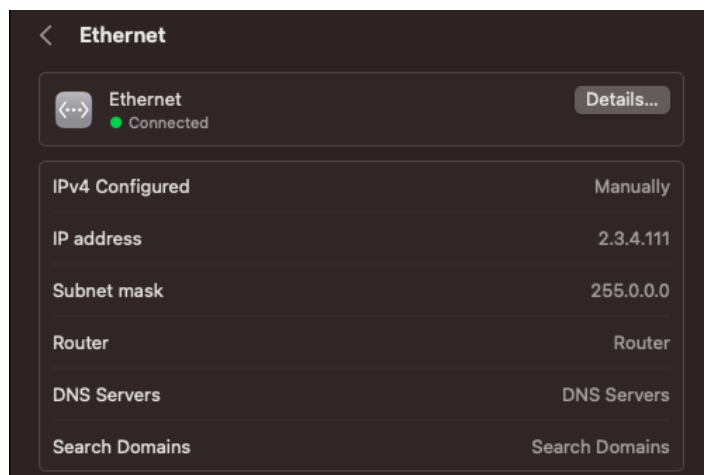 Ethernet
Ethernet
Details...
Connected
IPv4 Configured Manually
IP address 2.3.4.111
Subnet mask 255.0.0.0
Router Router
DNS Servers DNS Servers
Search Domains Search Domains